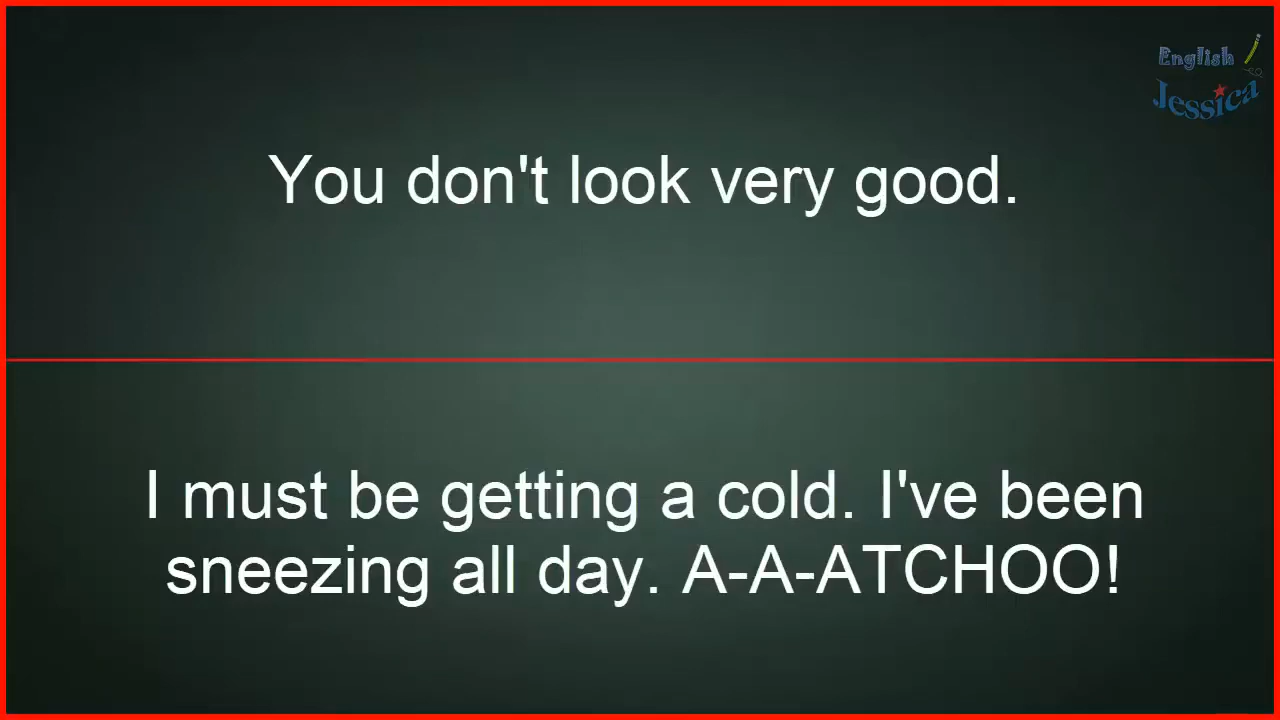 English
Jessica
You don't look very good.
I must be getting a cold. I've been
sneezing all day. A-A-ATCHOO!